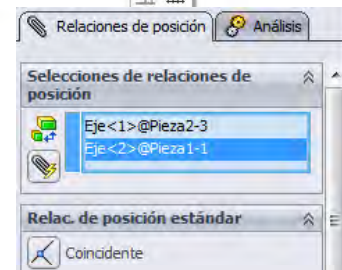 Relaciones de posición Análisis
Selecciones de relaciones de
posición
Eje<1>@Pieza2-3
Eje<2>@Pieza1-1
Relac. de posición estándar
Coincidente